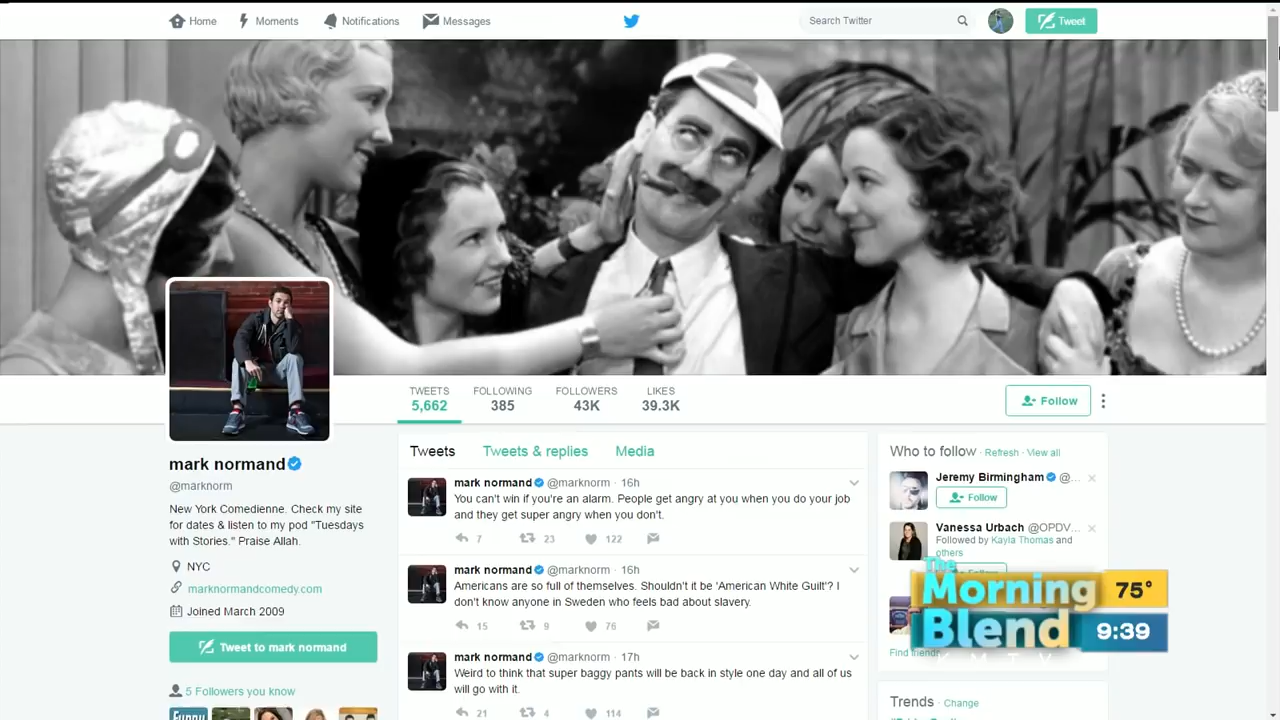 Home
Moments
Notifications
Messages
Search Twitter
Tweet
TWEETS
5,662
FOLLOWING
385
FOLLOWERS
43K
LIKES
39.3K
Follow
mark normand
@marknorm
New York Comedienne. Check my site
for dates & listen to my pod "Tuesdays
with Stories." Praise Allah.
NYC
marknormandcomedy.com
Joined March 2009
Tweet to mark normand
5 Followers you know
Tweets
Tweets & replies
Media
mark normand @marknorm · 16h
You can't win if you're an alarm. People get angry at you when you do your job
and they get super angry when you don't.
7 23 122
mark normand @marknorm · 16h
Americans are so full of themselves. Shouldn't it be 'American White Guilt'? I
don't know anyone in Sweden who feels bad about slavery.
15 9 76
mark normand @marknorm · 17h
Weird to think that super baggy pants will be back in style one day and all of us
will go with it.
21 4 114
Who to follow · Refresh · View all
Jeremy Birmingham @...
Follow
Vanessa Urbach @OPDV...
Followed by Kayla Thomas and
others
The
Morning
Blend
75°
9:39
KMTV
Trends · Change